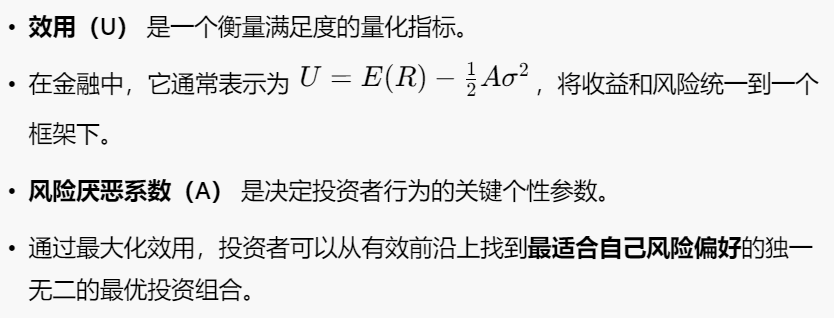 • 效用（U） 是一个衡量满足度的量化指标。
• 在金融中，它通常表示为 U = E(R) − ½Aσ²，将收益和风险统一到一个
框架下。
• 风险厌恶系数（A） 是决定投资者行为的关键个性参数。
• 通过最大化效用，投资者可以从有效前沿上找到最适合自己风险偏好的独一
无二的最优投资组合。